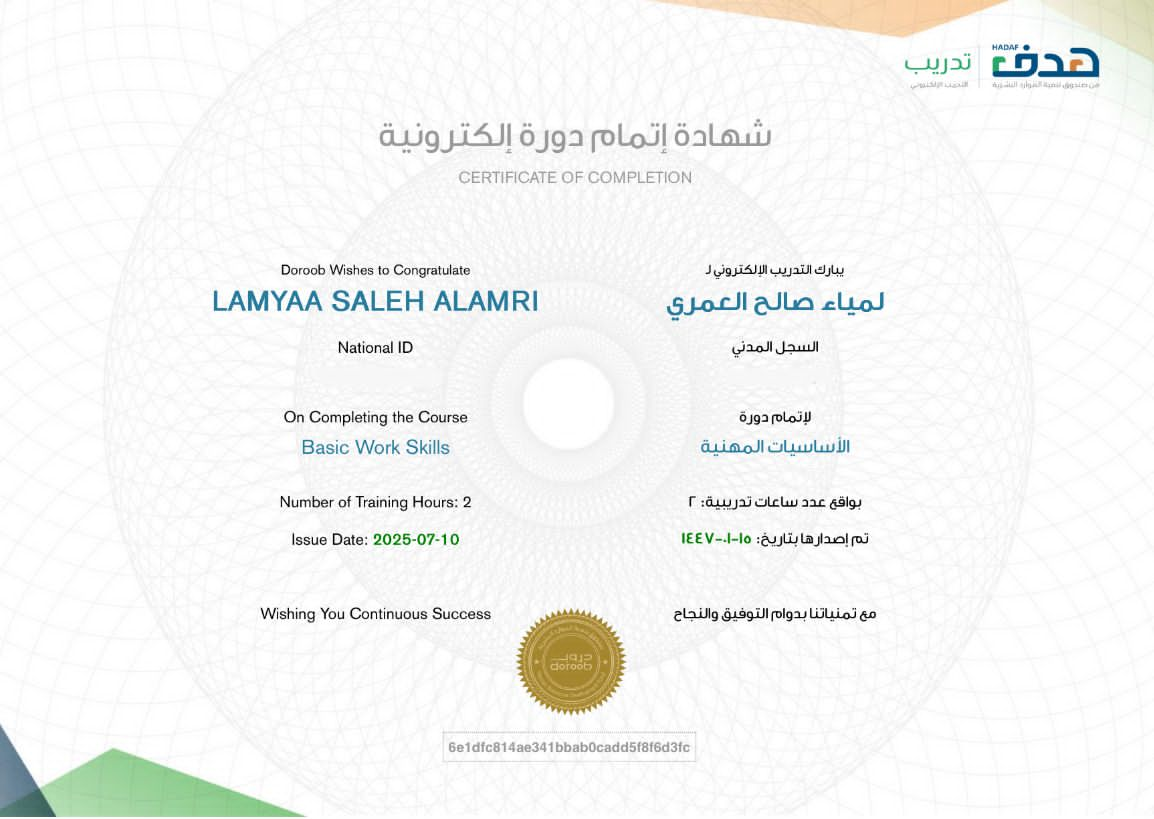 HADAF
هدف
تدريب
من صندوق تنمية الموارد البشرية
التدريب الإلكتروني
شهادة إتمام دورة إلكترونية
CERTIFICATE OF COMPLETION
Doroob Wishes to Congratulate
يبارك التدريب الإلكتروني لـ
LAMYAA SALEH ALAMRI
لمياء صالح العمري
National ID
السجل المدني
On Completing the Course
لإتمام دورة
Basic Work Skills
الأساسيات المهنية
Number of Training Hours: 2
بواقع عدد ساعات تدريبية: ٢
Issue Date: 2025-07-10
تم إصدارها بتاريخ: ١٥-٠١-١٤٤٧
Wishing You Continuous Success
مع تمنياتنا بدوام التوفيق والنجاح
دروب
doroob
6e1dfc814ae341bbab0cadd5f8f6d3fc